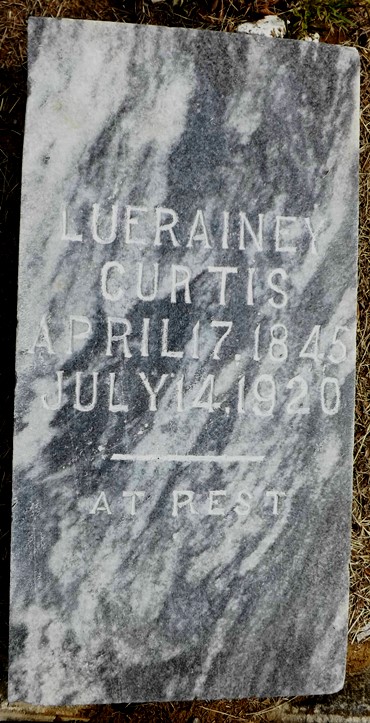 LUERAINEY
CURTIS
APRIL 17, 1845
JULY 14, 1920
AT REST